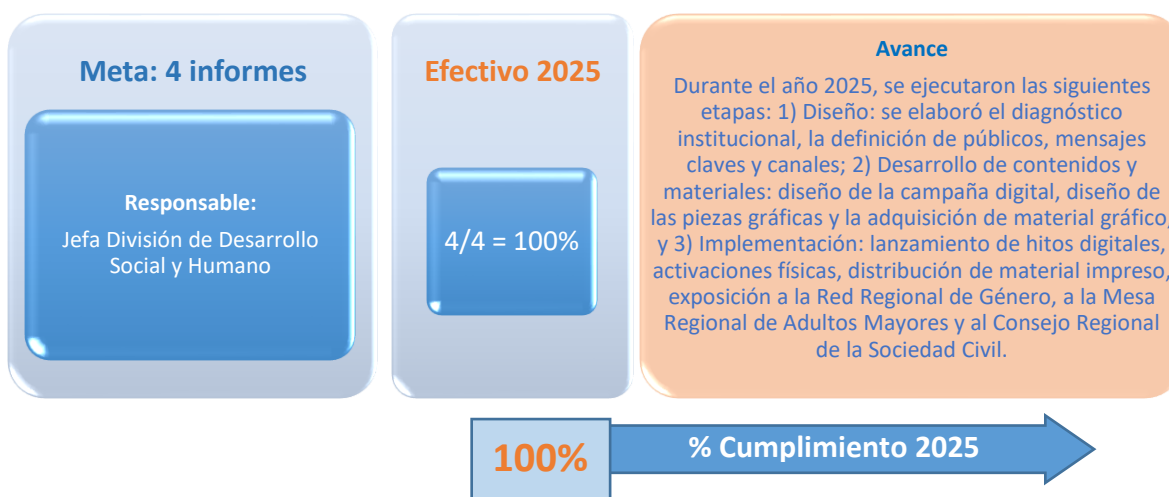 Meta: 4 informes
Responsable:
Jefa División de Desarrollo
Social y Humano
Efectivo 2025
4/4 = 100%
Avance
Durante el año 2025, se ejecutaron las siguientes
etapas: 1) Diseño: se elaboró el diagnóstico
institucional, la definición de públicos, mensajes
claves y canales; 2) Desarrollo de contenidos y
materiales: diseño de la campaña digital, diseño de
las piezas gráficas y la adquisición de material gráfico,
y 3) Implementación: lanzamiento de hitos digitales,
activaciones físicas, distribución de material impreso,
exposición a la Red Regional de Género, a la Mesa
Regional de Adultos Mayores y al Consejo Regional
de la Sociedad Civil.
100%
% Cumplimiento 2025